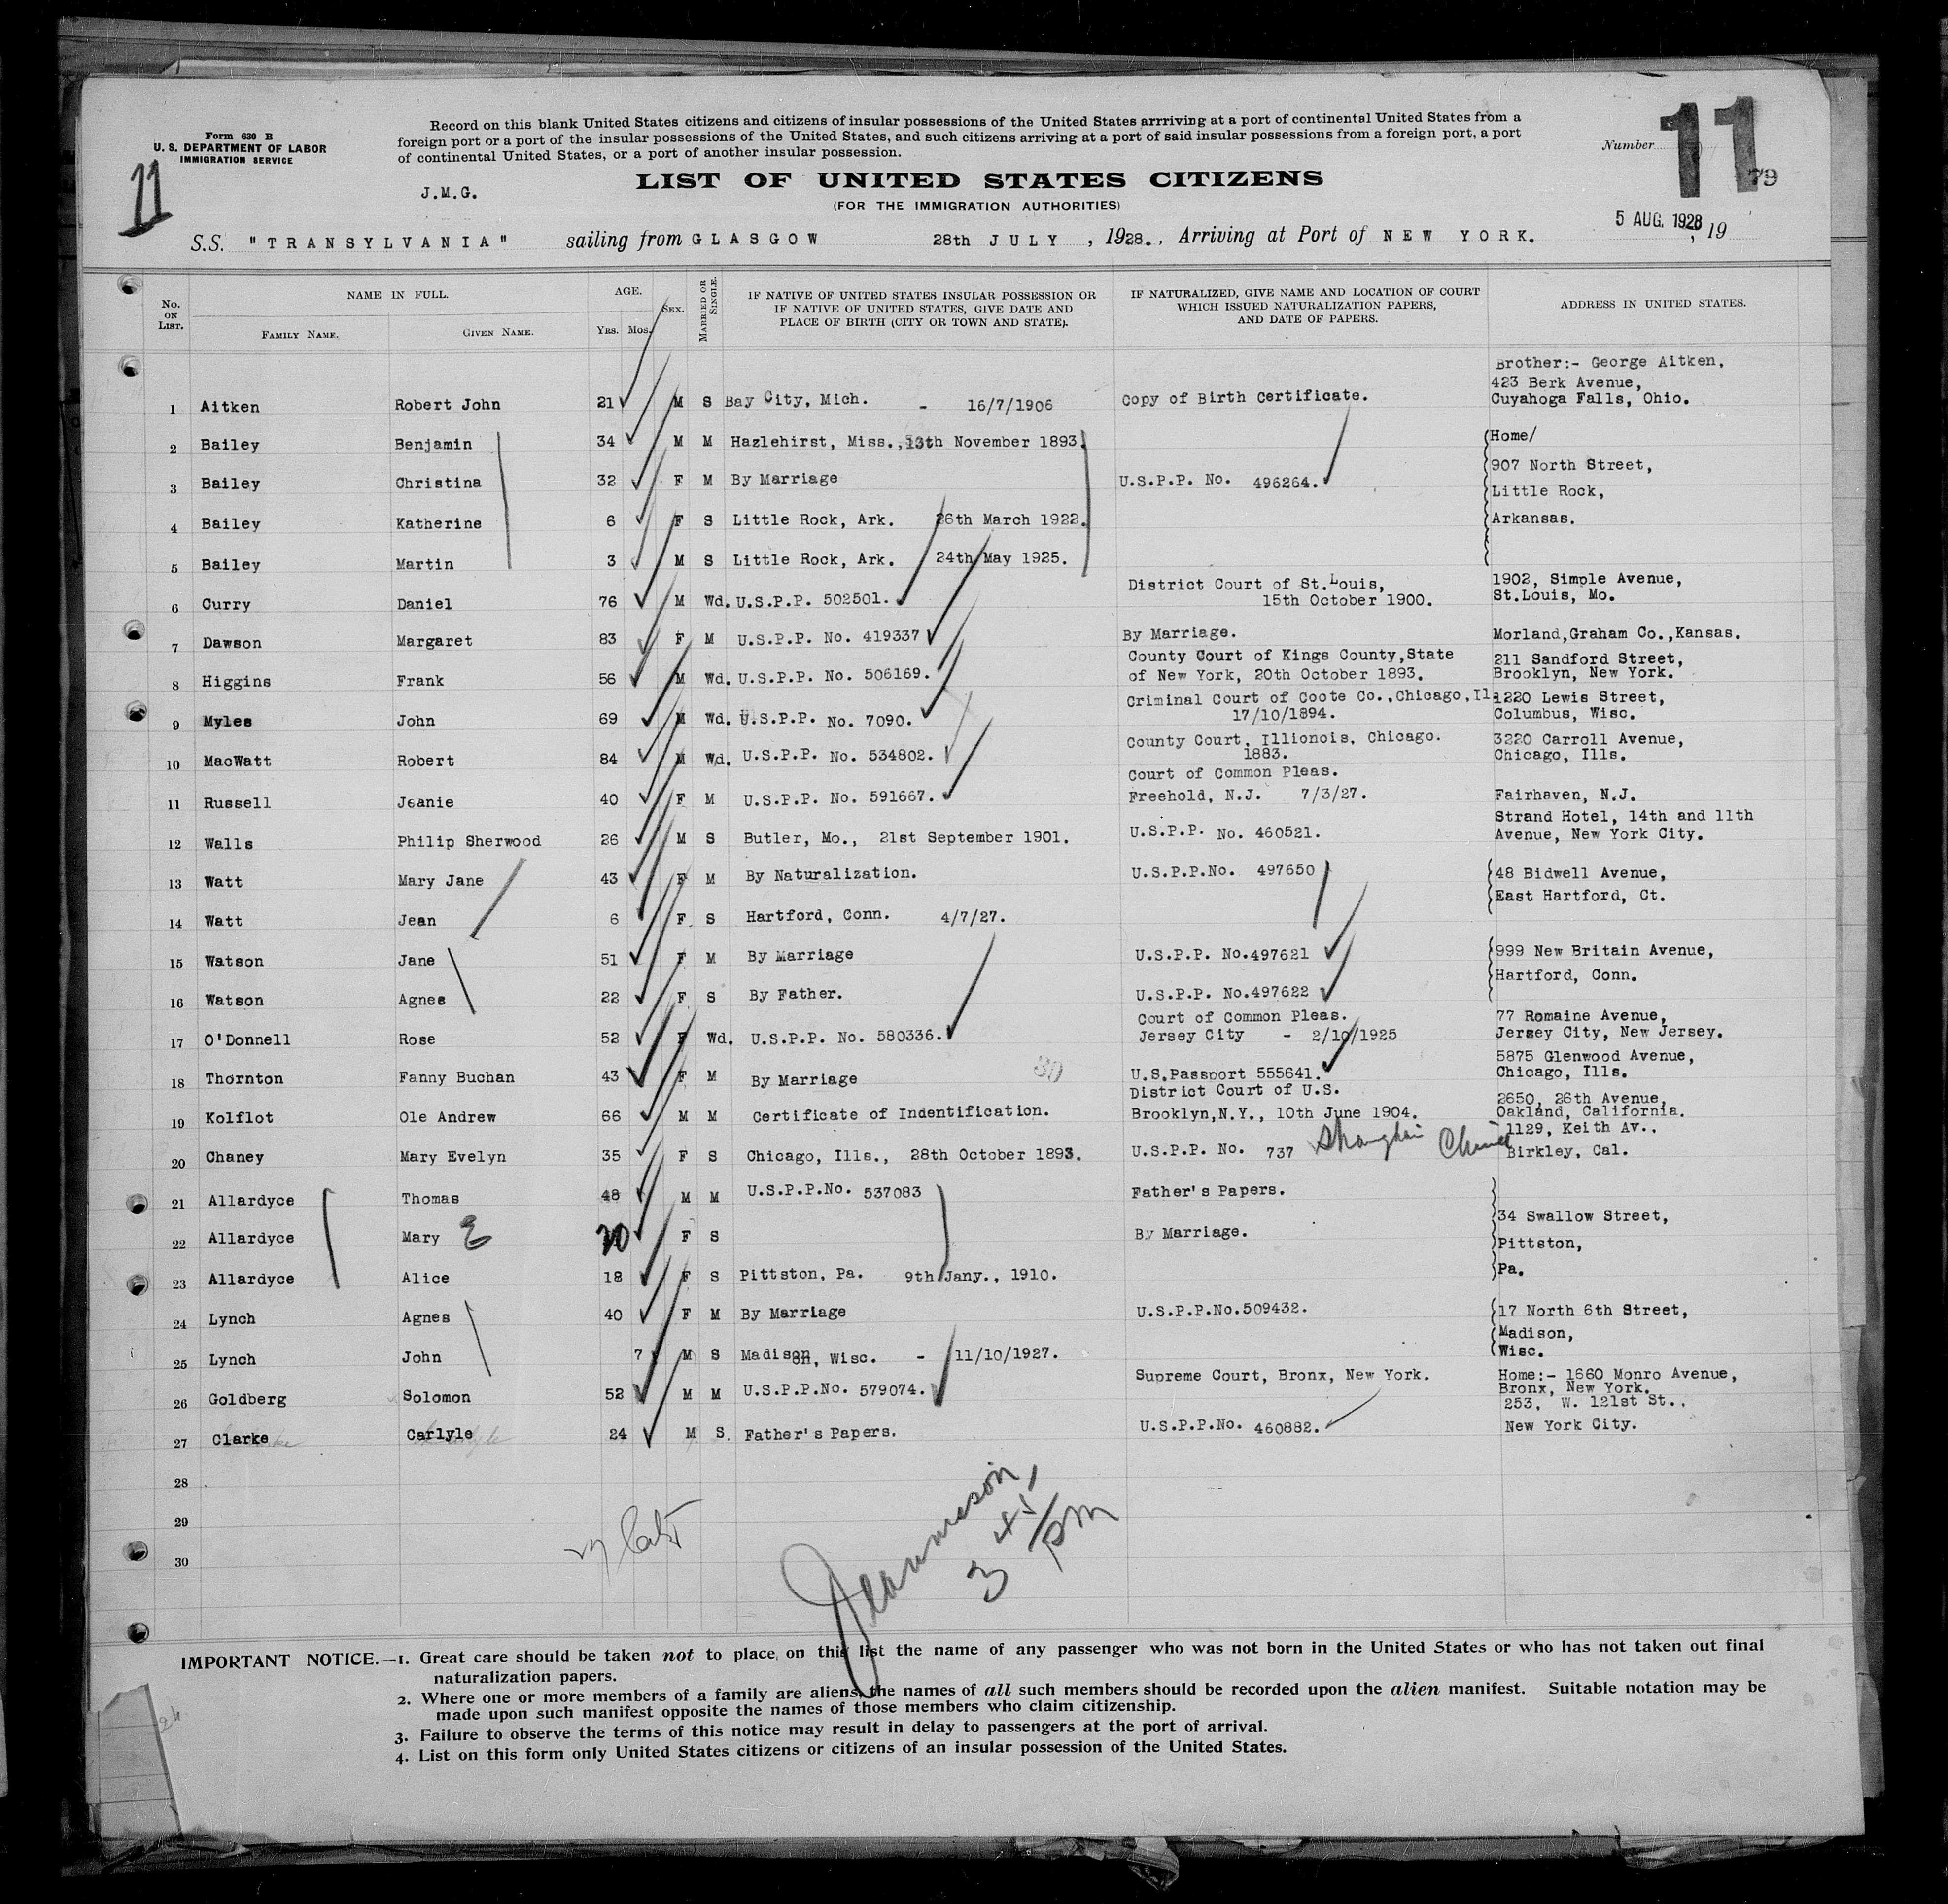 Form 630 B
U. S. DEPARTMENT OF LABOR
IMMIGRATION SERVICE
11
Record on this blank United States citizens and citizens of insular possessions of the United States arrriving at a port of continental United States from a
foreign port or a port of the insular possessions of the United States, and such citizens arriving at a port of said insular possessions from a foreign port, a port
of continental United States, or a port of another insular possession.
Number 11
79
J.M.G.
LIST OF UNITED STATES CITIZENS
(FOR THE IMMIGRATION AUTHORITIES)
S.S. "TRANSYLVANIA" sailing from GLASGOW 28th JULY, 1928., Arriving at Port of NEW YORK. 5 AUG. 1928, 19
No. ON LIST. NAME IN FULL. FAMILY NAME. GIVEN NAME. AGE. YRS. MOS. SEX. MARRIED OR SINGLE. IF NATIVE OF UNITED STATES INSULAR POSSESSION OR IF NATIVE OF UNITED STATES, GIVE DATE AND PLACE OF BIRTH (CITY OR TOWN AND STATE). IF NATURALIZED, GIVE NAME AND LOCATION OF COURT WHICH ISSUED NATURALIZATION PAPERS, AND DATE OF PAPERS. ADDRESS IN UNITED STATES.
Brother:- George Aitken,
423 Berk Avenue,
1 Aitken Robert John 21 M S Bay City, Mich. - 16/7/1906 Copy of Birth Certificate. Cuyahoga Falls, Ohio.
2 Bailey Benjamin 34 M M Hazlehirst, Miss., 13th November 1893. Home/
907 North Street,
3 Bailey Christina 32 F M By Marriage U.S.P.P. No. 496264. Little Rock,
4 Bailey Katherine 6 F S Little Rock, Ark. 26th March 1922. Arkansas.
5 Bailey Martin 3 M S Little Rock, Ark. 24th May 1925.
District Court of St.Louis, 1902, Simple Avenue,
6 Curry Daniel 76 M Wd. U.S.P.P. 502501. 15th October 1900. St.Louis, Mo.
7 Dawson Margaret 83 F M U.S.P.P. No. 419337 By Marriage. Morland,Graham Co.,Kansas.
County Court of Kings County,State 211 Sandford Street,
8 Higgins Frank 56 M Wd. U.S.P.P. No. 506169. of New York, 20th October 1893. Brooklyn, New York.
Criminal Court of Coote Co.,Chicago,Il. 1220 Lewis Street,
9 Myles John 69 M Wd. U.S.P.P. No. 7090. 17/10/1894. Columbus, Wisc.
County Court, Illionois, Chicago. 3220 Carroll Avenue,
10 MacWatt Robert 84 M Wd. U.S.P.P. No. 534802. 1883. Chicago, Ills.
Court of Common Pleas.
11 Russell Jeanie 40 F M U.S.P.P. No. 591667. Freehold, N.J. 7/3/27. Fairhaven, N.J.
Strand Hotel, 14th and 11th
12 Walls Philip Sherwood 26 M S Butler, Mo., 21st September 1901. U.S.P.P. No. 460521. Avenue, New York City.
13 Watt Mary Jane 43 F M By Naturalization. U.S.P.P.No. 497650 48 Bidwell Avenue,
East Hartford, Ct.
14 Watt Jean 6 F S Hartford, Conn. 4/7/27.
15 Watson Jane 51 F M By Marriage U.S.P.P. No.497621 999 New Britain Avenue,
Hartford, Conn.
16 Watson Agnes 22 F S By Father. U.S.P.P. No.497622
Court of Common Pleas. 77 Romaine Avenue,
17 O'Donnell Rose 52 F Wd. U.S.P.P. No. 580336. Jersey City - 2/10/1925 Jersey City, New Jersey.
5875 Glenwood Avenue,
18 Thornton Fanny Buchan 43 F M By Marriage 30 U.S.Passport 555641. Chicago, Ills.
District Court of U.S. 2650, 26th Avenue,
19 Kolflot Ole Andrew 66 M M Certificate of Indentification. Brooklyn,N.Y., 10th June 1904. Oakland, California.
1129, Keith Av.,
20 Chaney Mary Evelyn 35 F S Chicago, Ills., 28th October 1893. U.S.P.P. No. 737 Shanghai China Birkley, Cal.
21 Allardyce Thomas 48 M M U.S.P.P.No. 537083 Father's Papers.
34 Swallow Street,
22 Allardyce Mary E F S By Marriage. Pittston,
23 Allardyce Alice 18 F S Pittston, Pa. 9th Jany., 1910. Pa.
24 Lynch Agnes 40 F M By Marriage U.S.P.P.No.509432. 17 North 6th Street,
Madison,
25 Lynch John 7 M S Madison, Wisc. - 11/10/1927. Wisc.
Supreme Court, Bronx, New York. Home:- 1660 Monro Avenue,
26 Goldberg Solomon 52 M M U.S.P.P.No. 579074. Bronx, New York.
253, W. 121st St.,
27 Clarke Carlyle 24 M S. Father's Papers. U.S.P.P.No. 460882. New York City.
28
29
30
3 45 pm
IMPORTANT NOTICE.—1. Great care should be taken not to place on this list the name of any passenger who was not born in the United States or who has not taken out final
naturalization papers.
2. Where one or more members of a family are aliens, the names of all such members should be recorded upon the alien manifest. Suitable notation may be
made upon such manifest opposite the names of those members who claim citizenship.
3. Failure to observe the terms of this notice may result in delay to passengers at the port of arrival.
4. List on this form only United States citizens or citizens of an insular possession of the United States.